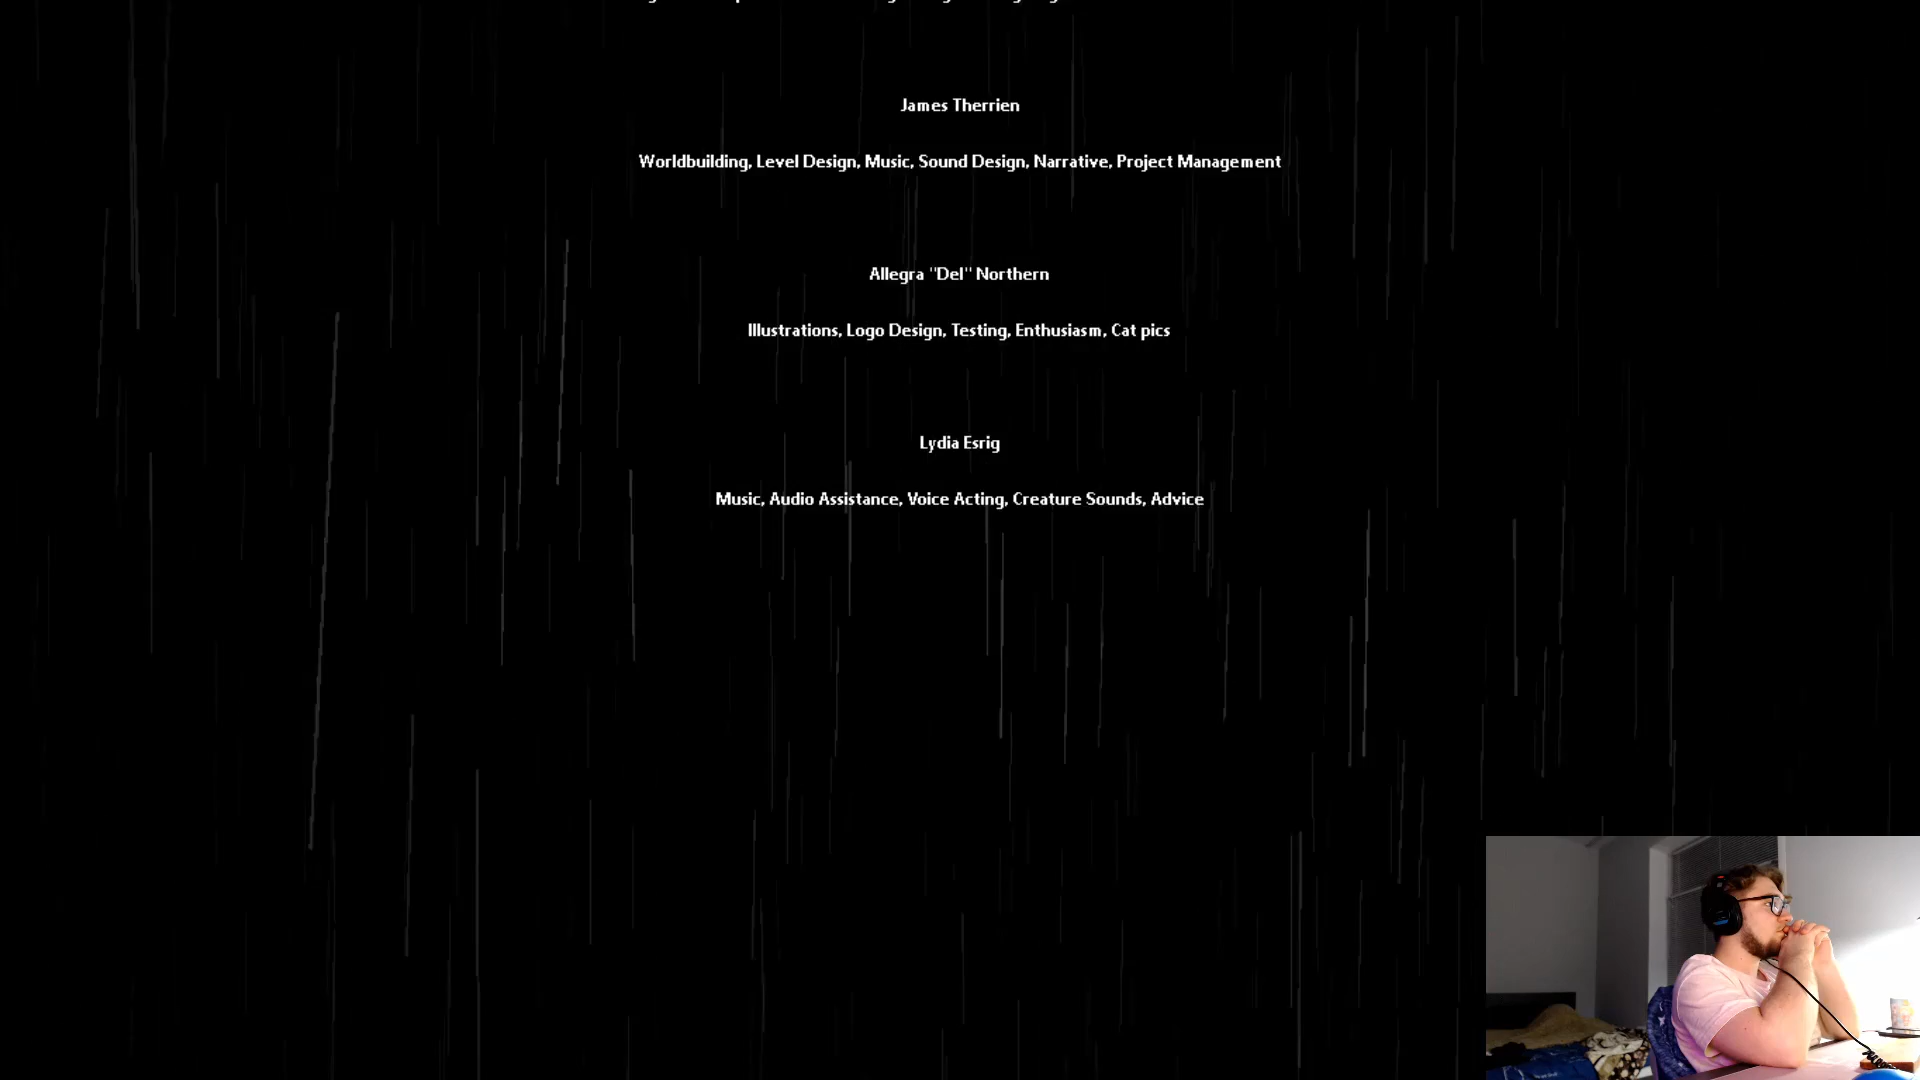 James Therrien
Worldbuilding, Level Design, Music, Sound Design, Narrative, Project Management
Allegra "Del" Northern
Illustrations, Logo Design, Testing, Enthusiasm, Cat pics
Lydia Esrig
Music, Audio Assistance, Voice Acting, Creature Sounds, Advice